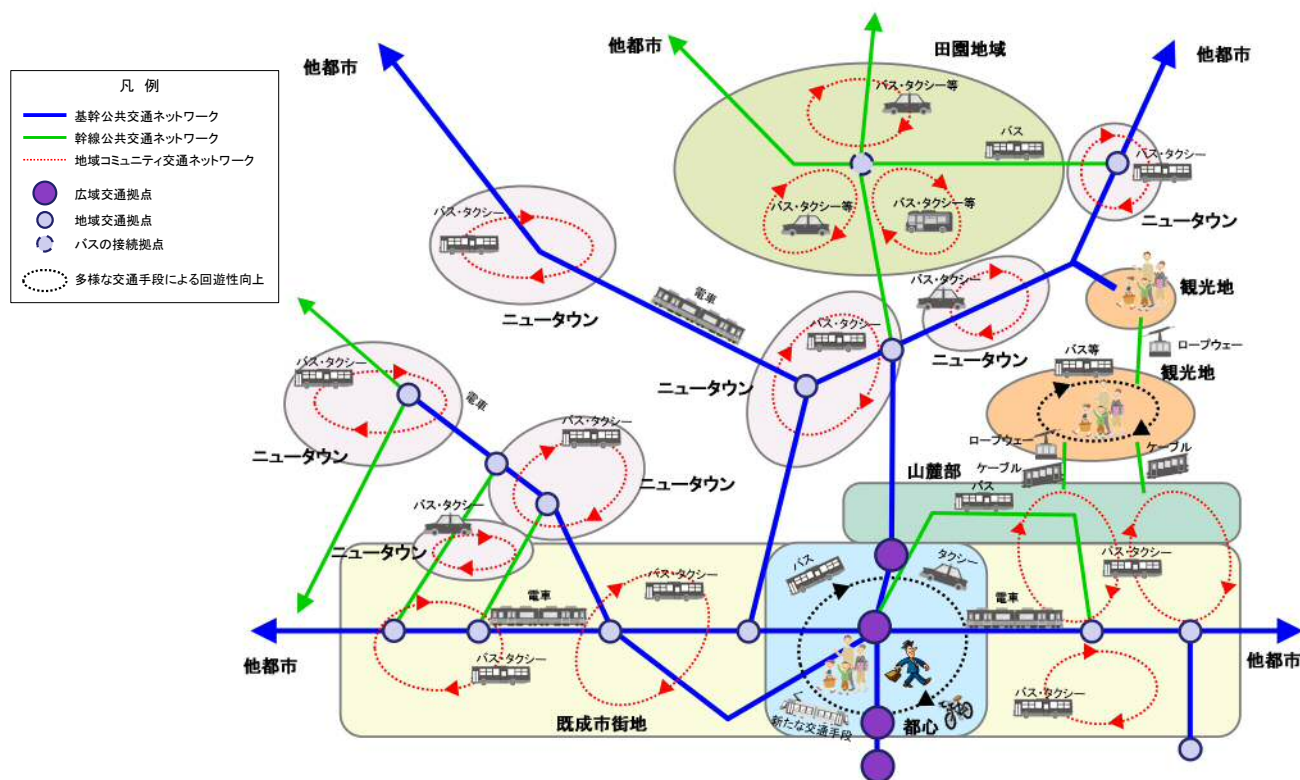 凡 例
基幹公共交通ネットワーク
幹線公共交通ネットワーク
地域コミュニティ交通ネットワーク
広域交通拠点
地域交通拠点
バスの接続拠点
多様な交通手段による回遊性向上
他都市
他都市
田園地域
他都市
バス・タクシー等
バス
バス・タクシー
バス・タクシー等
バス・タクシー等
ニュータウン
バス・タクシー
ニュータウン
電車
バス・タクシー
ニュータウン
バス・タクシー
ニュータウン
観光地
ロープウェー
バス等
観光地
バス・タクシー
電車
ニュータウン
バス・タクシー
ニュータウン
ロープウェー
ケーブル
ケーブル
山麓部
バス
バス・タクシー
ニュータウン
バス
タクシー
バス・タクシー
バス・タクシー
電車
電車
他都市
他都市
バス・タクシー
バス・タクシー
既成市街地
新たな交通手段
都心